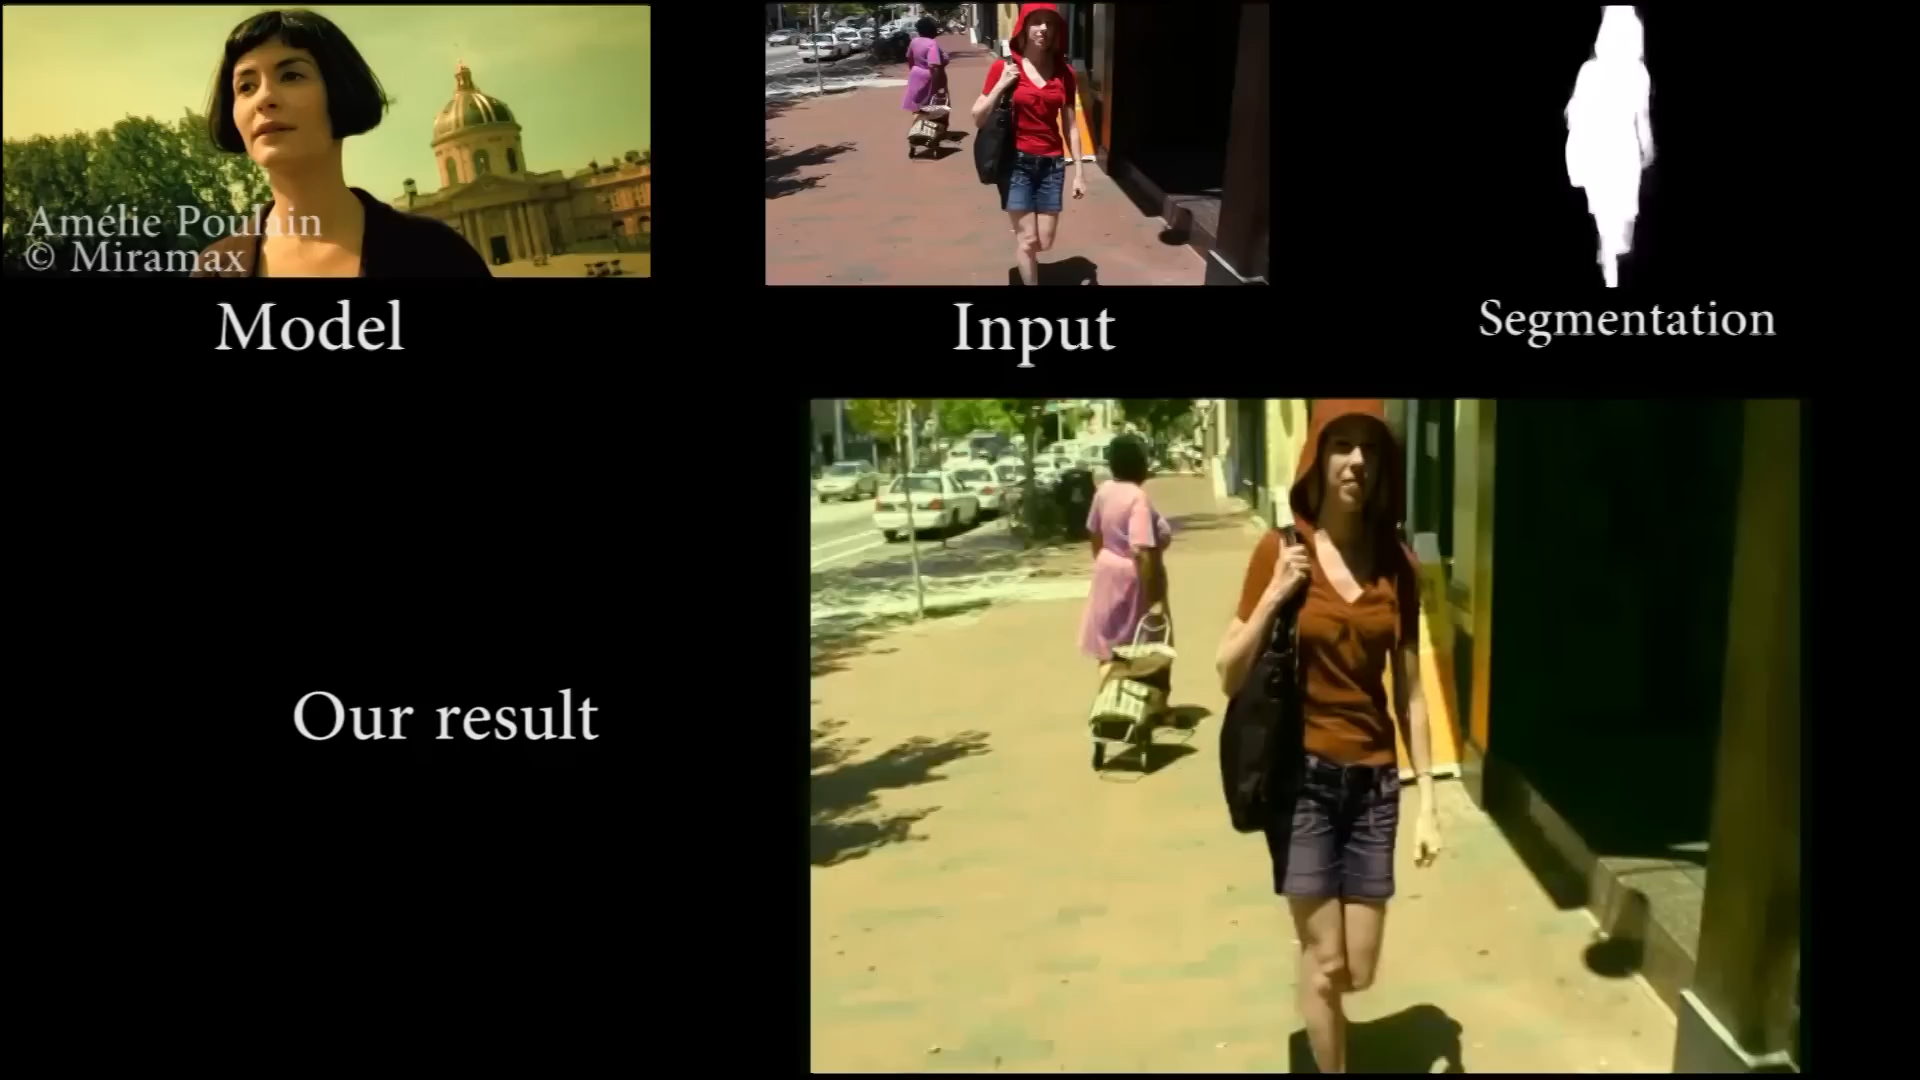 Amélie Poulain
© Miramax
Model
Input
Segmentation
Our result